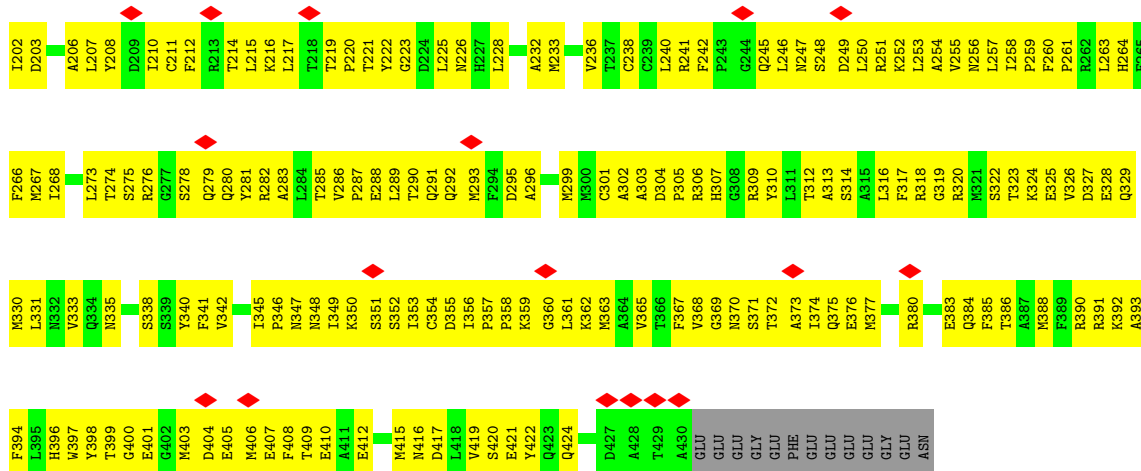 I202 D203 A206 L207 Y208 D209 I210 C211 F212 R213 T214 L215 K216 L217 T218 T219 P220 T221 Y222 G223 D224 L225 N226 H227 L228 A232 M233 V236 T237 C238 C239 L240 R241 F242 P243 G244 Q245 L246 N247 S248 D249 L250 R251 K252 L253 A254 V255 N256 L257 I258 P259 F260 P261 R262 L263 H264 F265
F266 M267 I268 L273 T274 S275 R276 G277 S278 Q279 Q280 Y281 R282 A283 L284 T285 V286 P287 E288 L289 T290 Q291 Q292 M293 F294 D295 A296 M299 M300 C301 A302 A303 D304 P305 R306 H307 G308 R309 Y310 L311 T312 A313 S314 A315 L316 F317 R318 G319 R320 M321 S322 T323 K324 E325 V326 D327 E328 Q329
M330 L331 N332 V333 Q334 N335 S338 S339 Y340 F341 V342 I345 P346 N347 N348 I349 K350 S351 S352 I353 C354 D355 I356 P357 P358 K359 G360 L361 K362 M363 A364 V365 T366 F367 V368 G369 N370 S371 T372 A373 I374 Q375 E376 M377 R380 E383 Q384 F385 T386 A387 M388 F389 R390 R391 K392 A393
F394 L395 H396 W397 Y398 T399 G400 E401 G402 M403 D404 E405 M406 E407 F408 T409 E410 A411 E412 M415 N416 D417 L418 V419 S420 E421 Y422 Q423 Q424 D427 A428 T429 A430 GLU GLU GLU GLY GLU PHE GLU GLU GLU GLU GLY GLU ASN